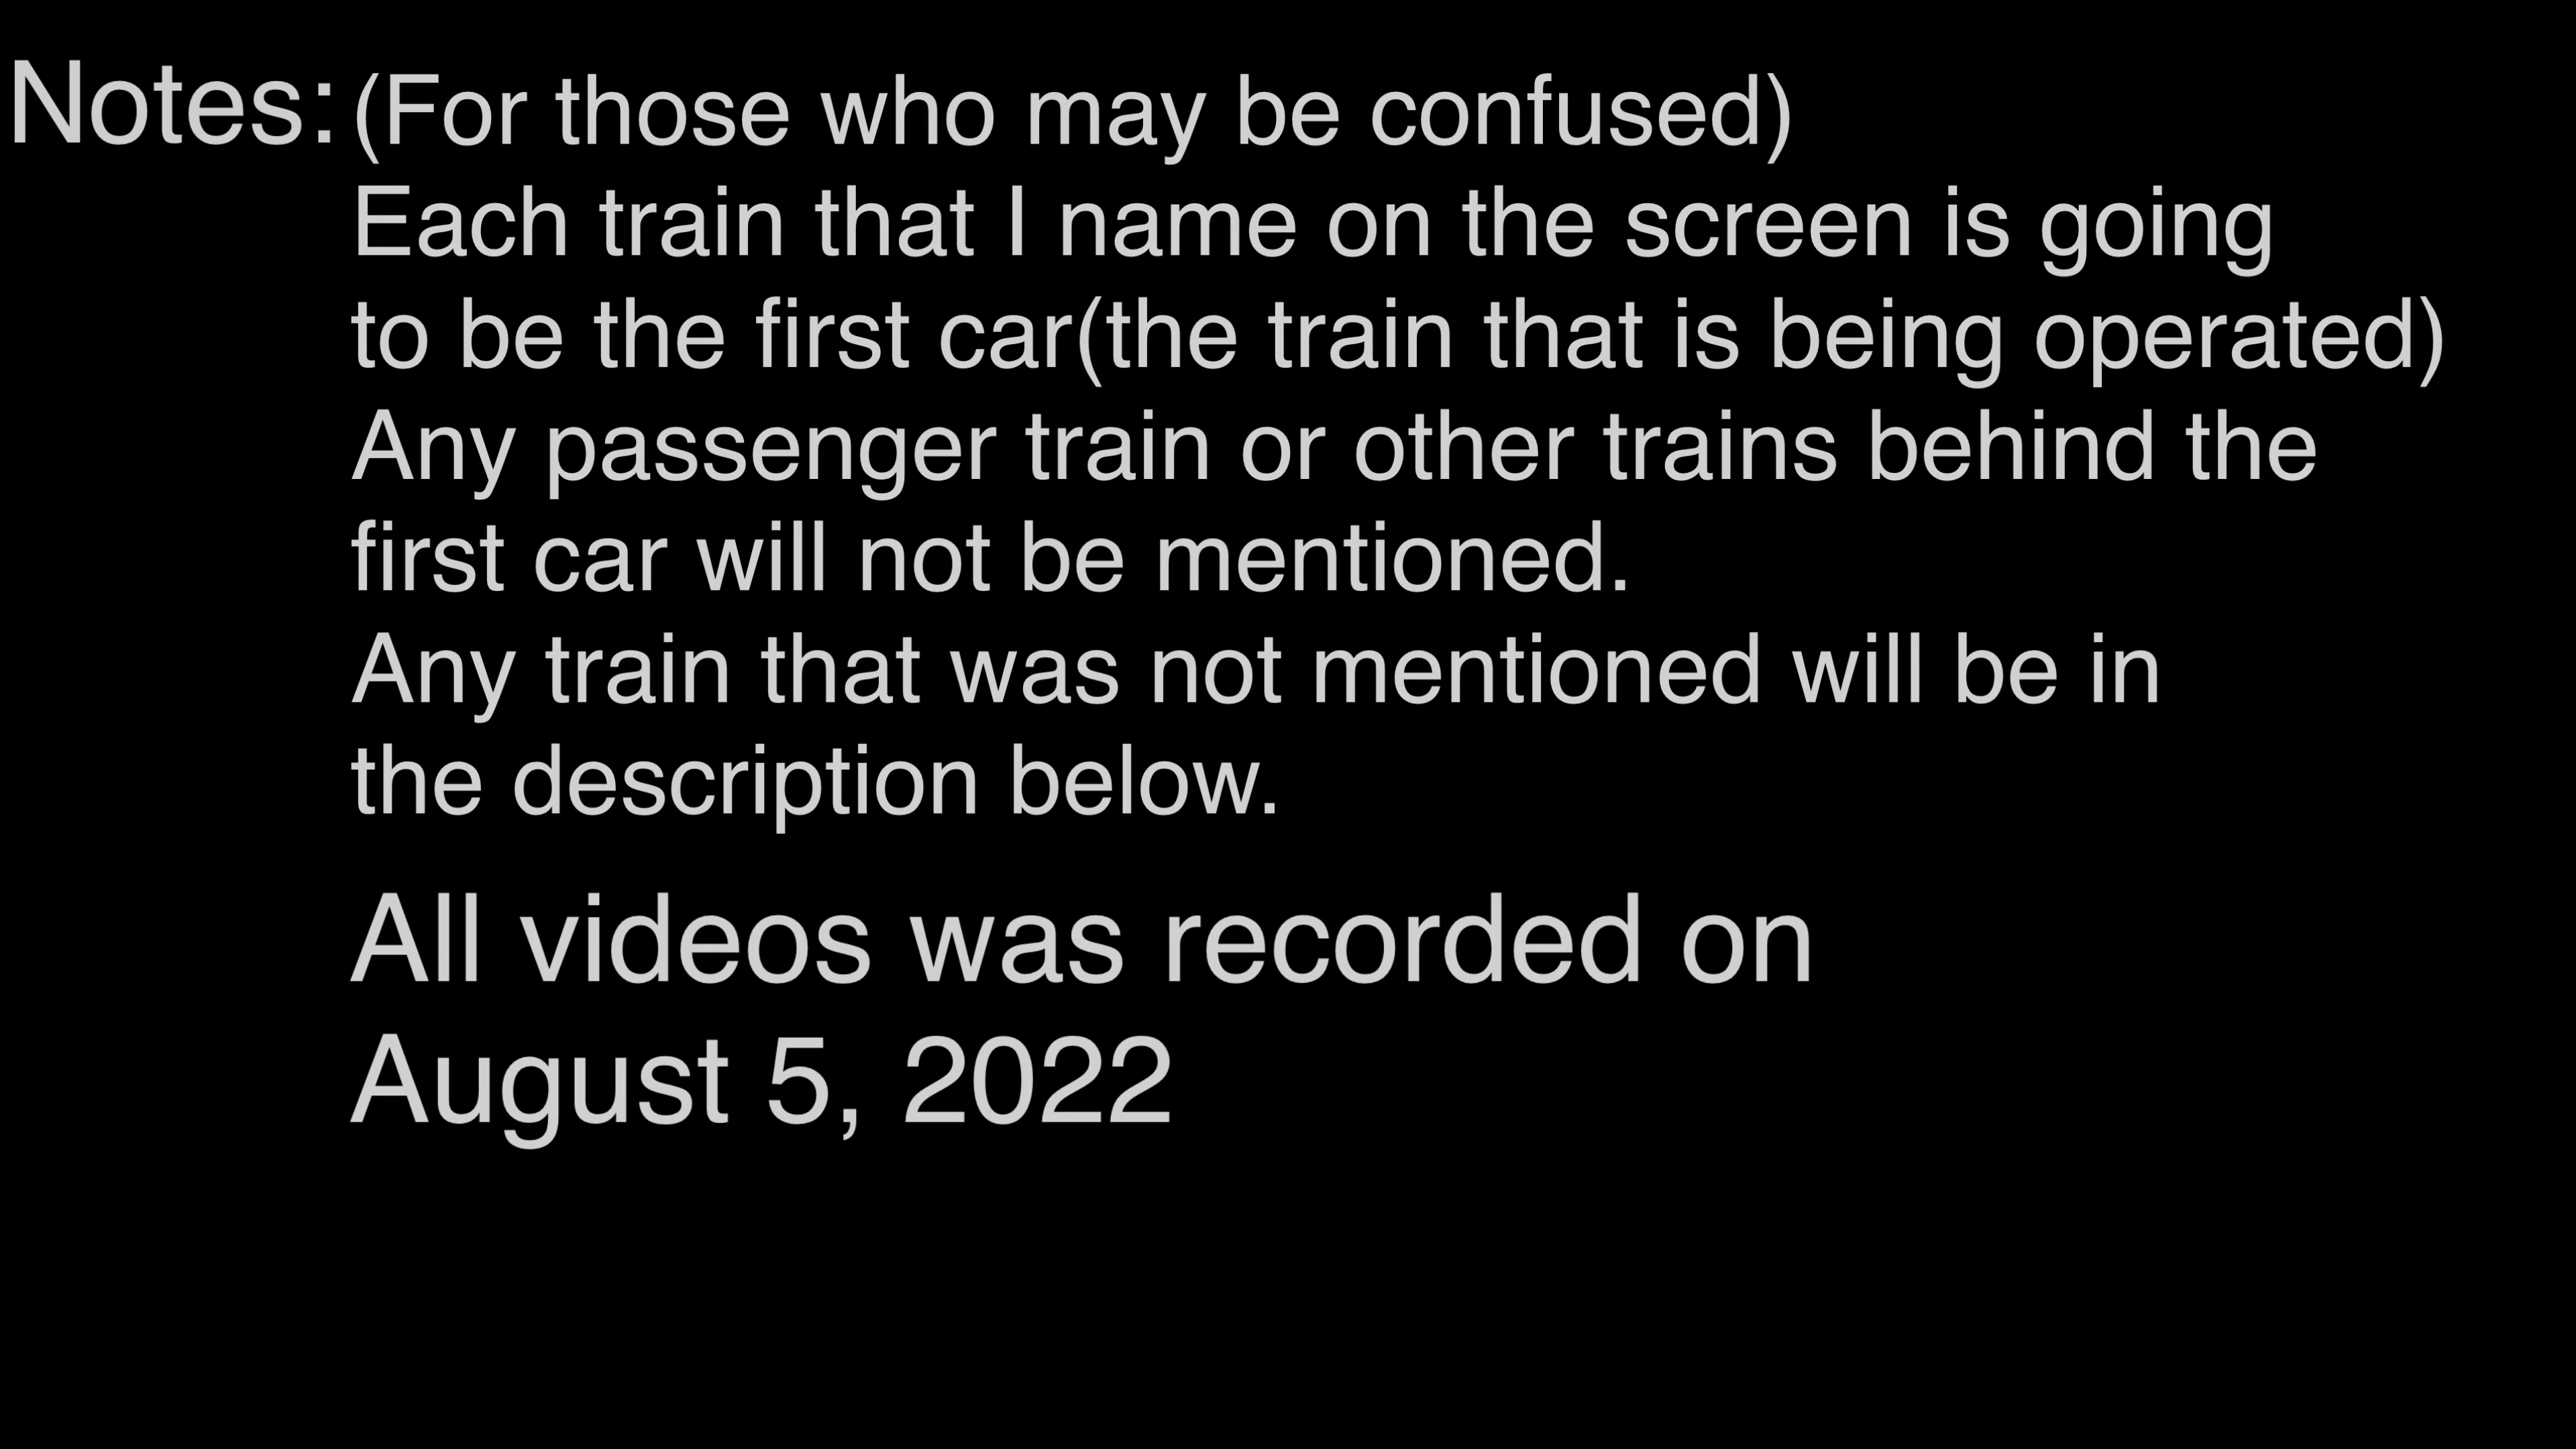 Notes: (For those who may be confused)
Each train that I name on the screen is going
to be the first car(the train that is being operated)
Any passenger train or other trains behind the
first car will not be mentioned.
Any train that was not mentioned will be in
the description below.
All videos was recorded on
August 5, 2022